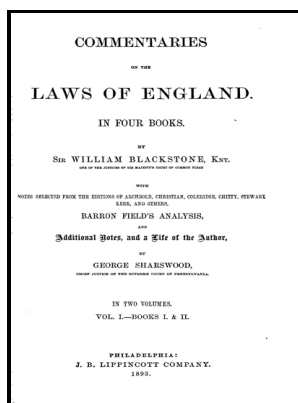 COMMENTARIES
ON THE
LAWS OF ENGLAND.
IN FOUR BOOKS.
BY
SIR WILLIAM BLACKSTONE, KNT.
ONE OF THE JUSTICES OF HIS MAJESTY'S COURT OF COMMON PLEAS
WITH
NOTES SELECTED FROM THE EDITIONS OF ARCHBOLD, CHRISTIAN, COLERIDGE, CHITTY, STEWART,
KERR, AND OTHERS,
BARRON FIELD'S ANALYSIS,
AND
Additional Notes, and a Life of the Author,
BY
GEORGE SHARSWOOD,
CHIEF JUSTICE OF THE SUPREME COURT OF PENNSYLVANIA.
IN TWO VOLUMES.
VOL. I.—BOOKS I. & II.
PHILADELPHIA:
J. B. LIPPINCOTT COMPANY.
1893.